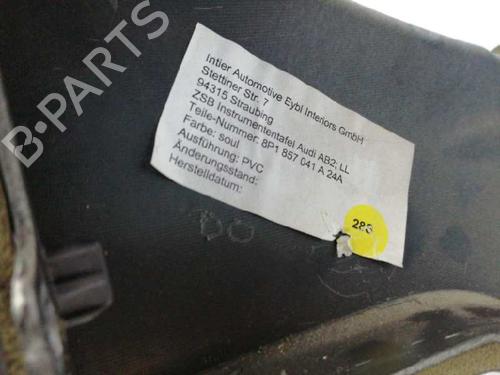 B-PARTS
Intier Automotive Eybl Interiors GmbH
Stettiner Str. 7
94315 Straubing
ZSB Instrumententafel Audi AB2; LL
Teile-Nummer: 8P1 857 041 A 24A
Farbe: soul
Ausführung: PVC
Änderungsstand:
Herstelldatum: